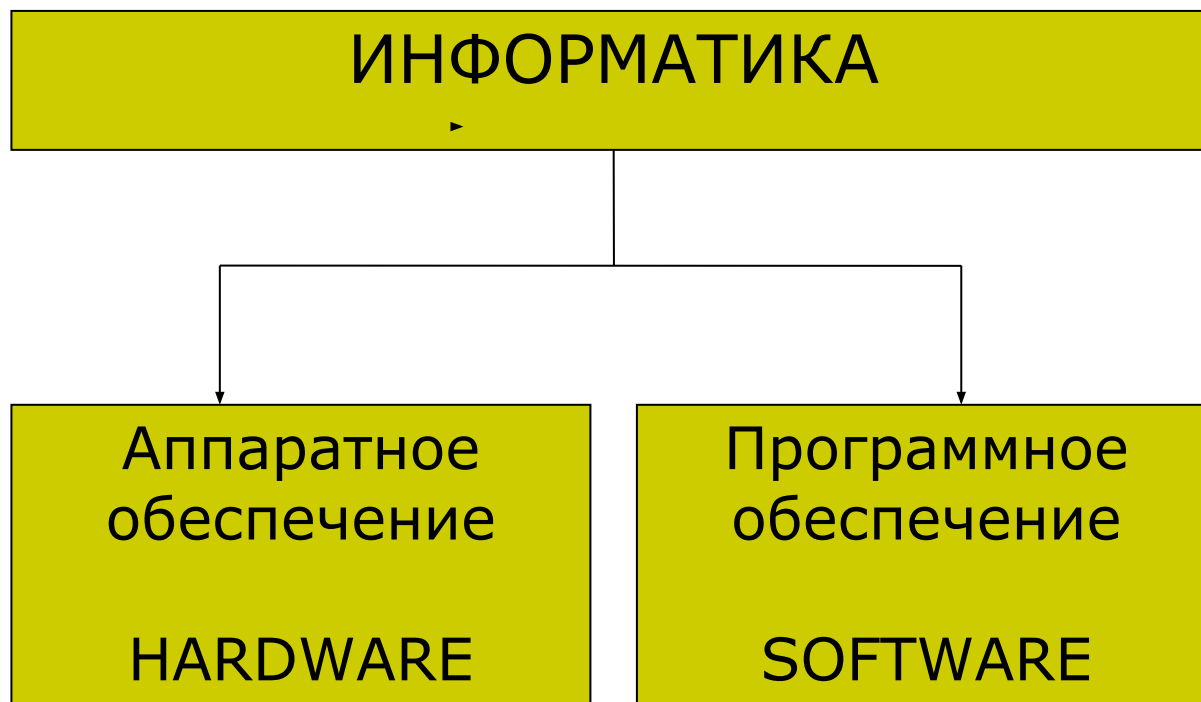 ИНФОРМАТИКА
Аппаратное
обеспечение
HARDWARE
Программное
обеспечение
SOFTWARE